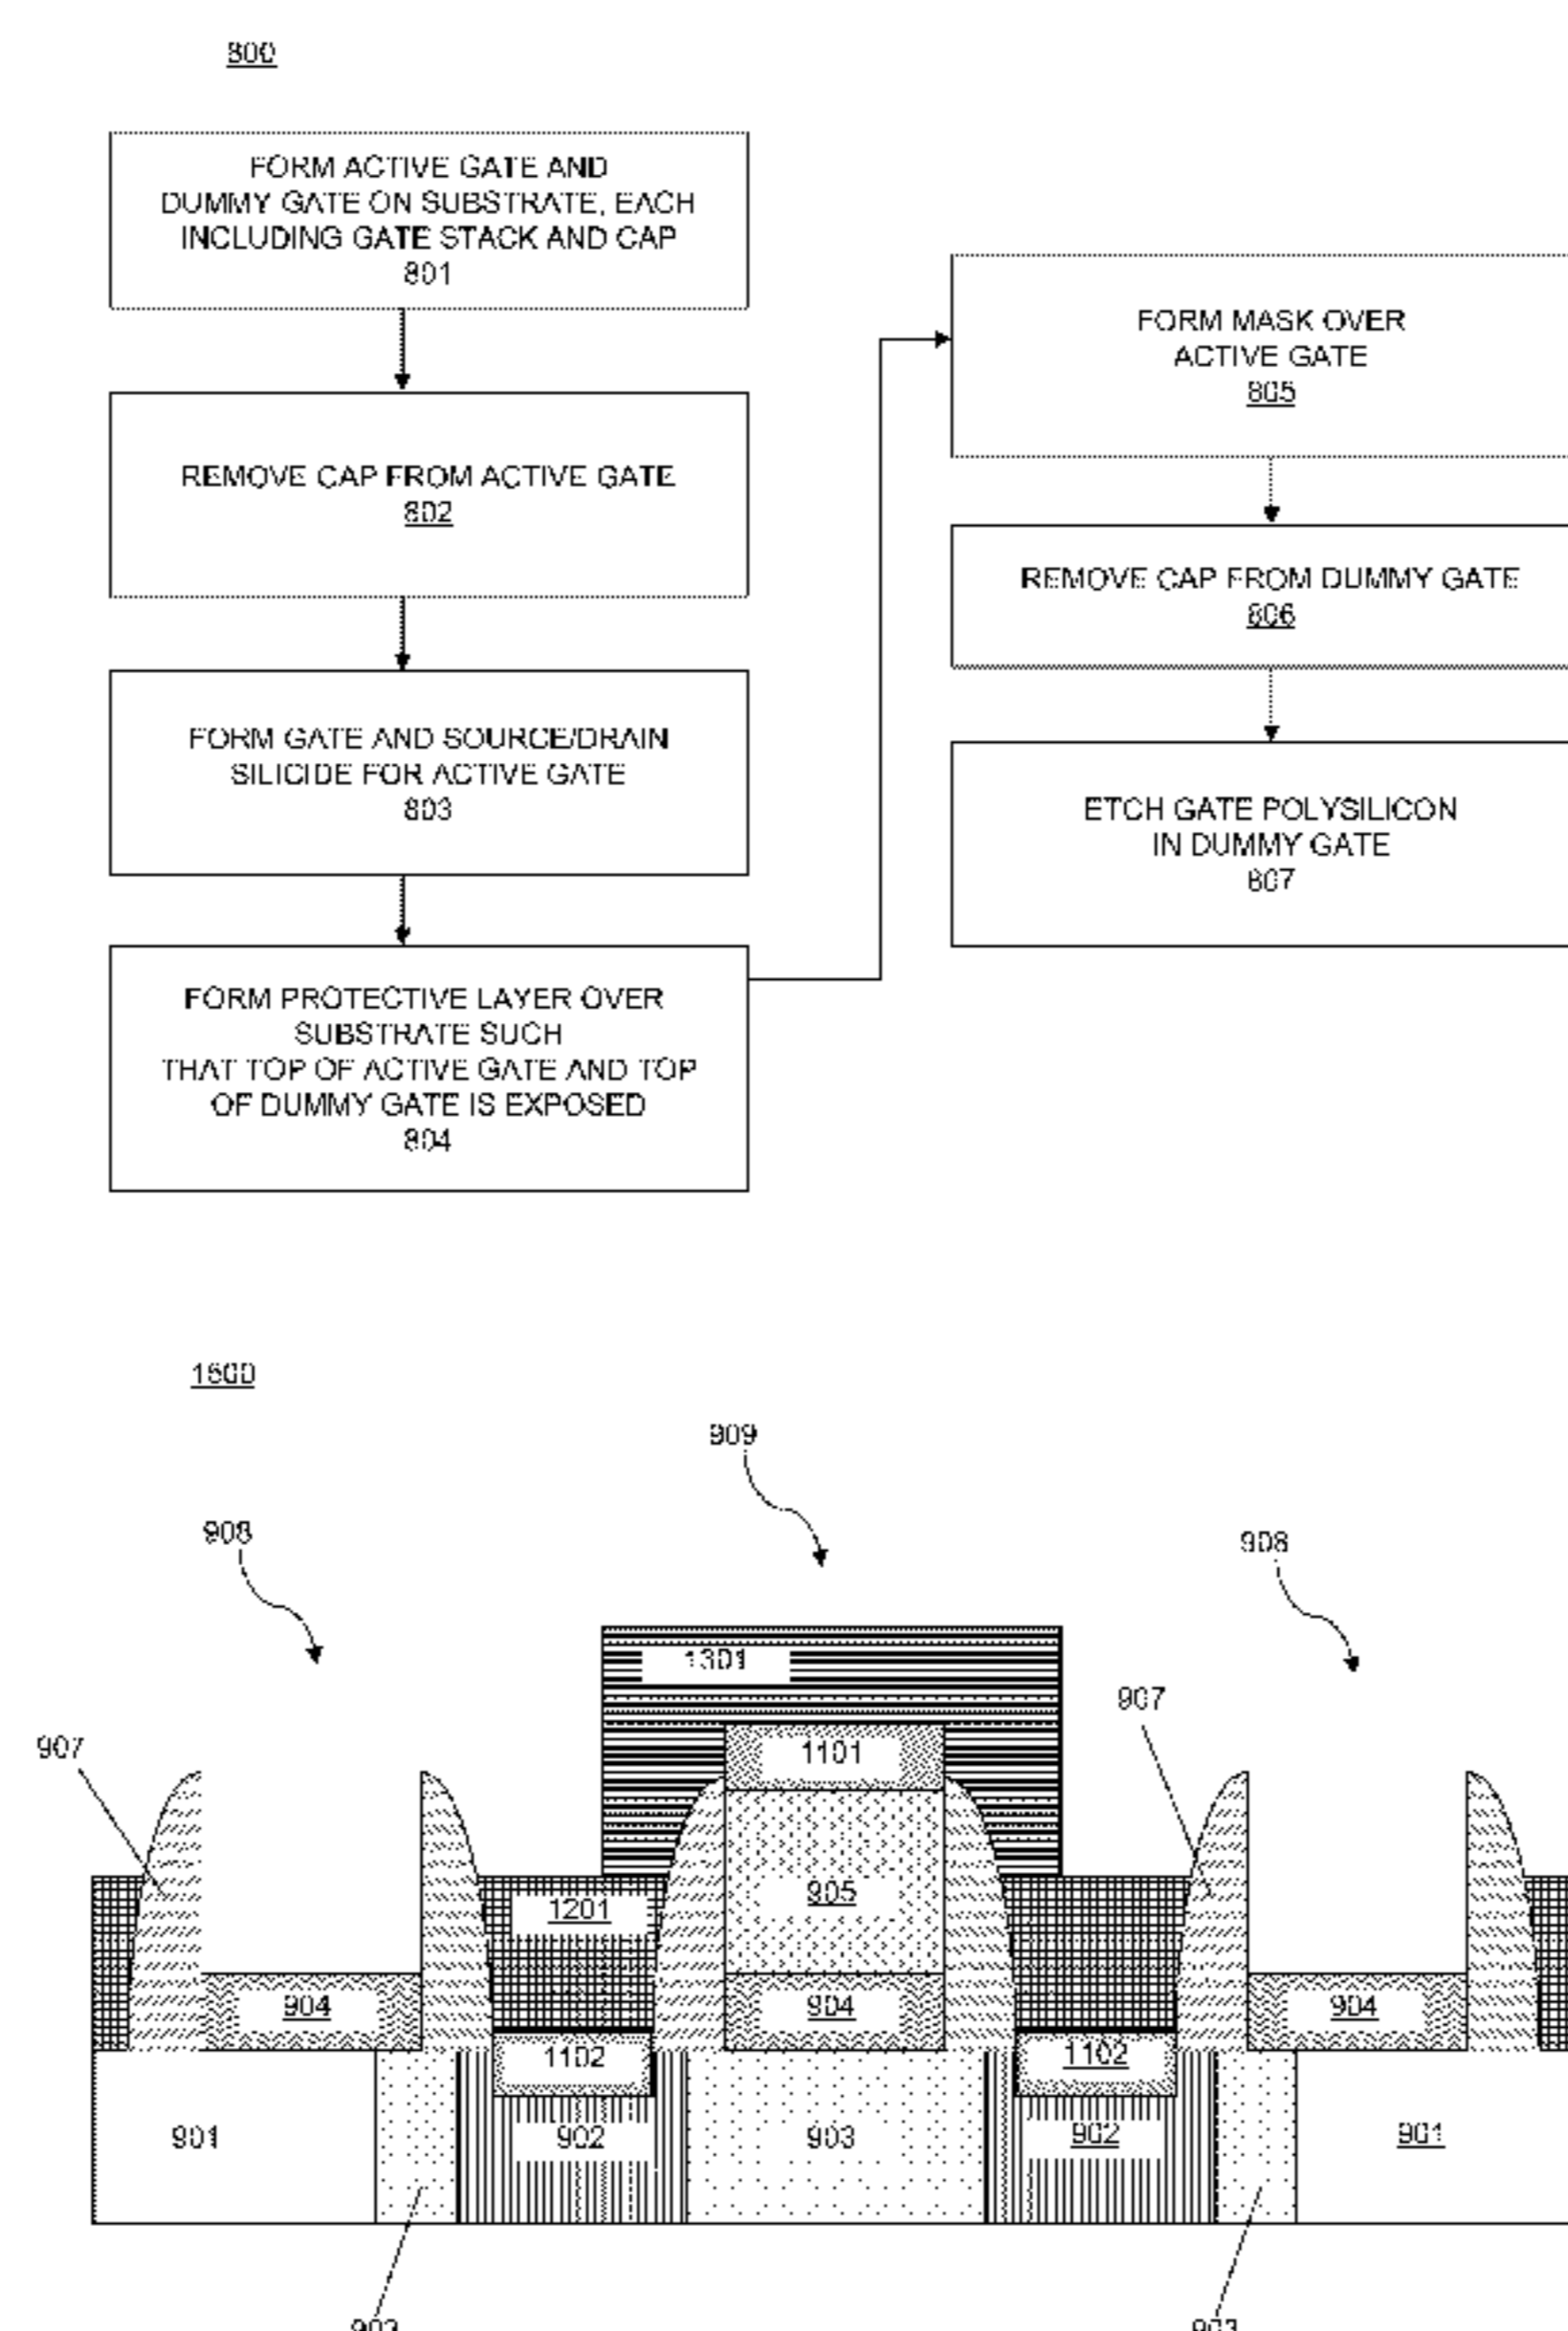 800
FORM ACTIVE GATE AND
DUMMY GATE ON SUBSTRATE, EACH
INCLUDING GATE STACK AND CAP
801
REMOVE CAP FROM ACTIVE GATE
802
FORM GATE AND SOURCE/DRAIN
SILICIDE FOR ACTIVE GATE
803
FORM PROTECTIVE LAYER OVER
SUBSTRATE SUCH
THAT TOP OF ACTIVE GATE AND TOP
OF DUMMY GATE IS EXPOSED
804
FORM MASK OVER
ACTIVE GATE
805
REMOVE CAP FROM DUMMY GATE
806
ETCH GATE POLYSILICON
IN DUMMY GATE
807
909
908
908
1301
907
907
1101
905
1201
904
904
904
1102
1102
901
902
903
902
901
903
903